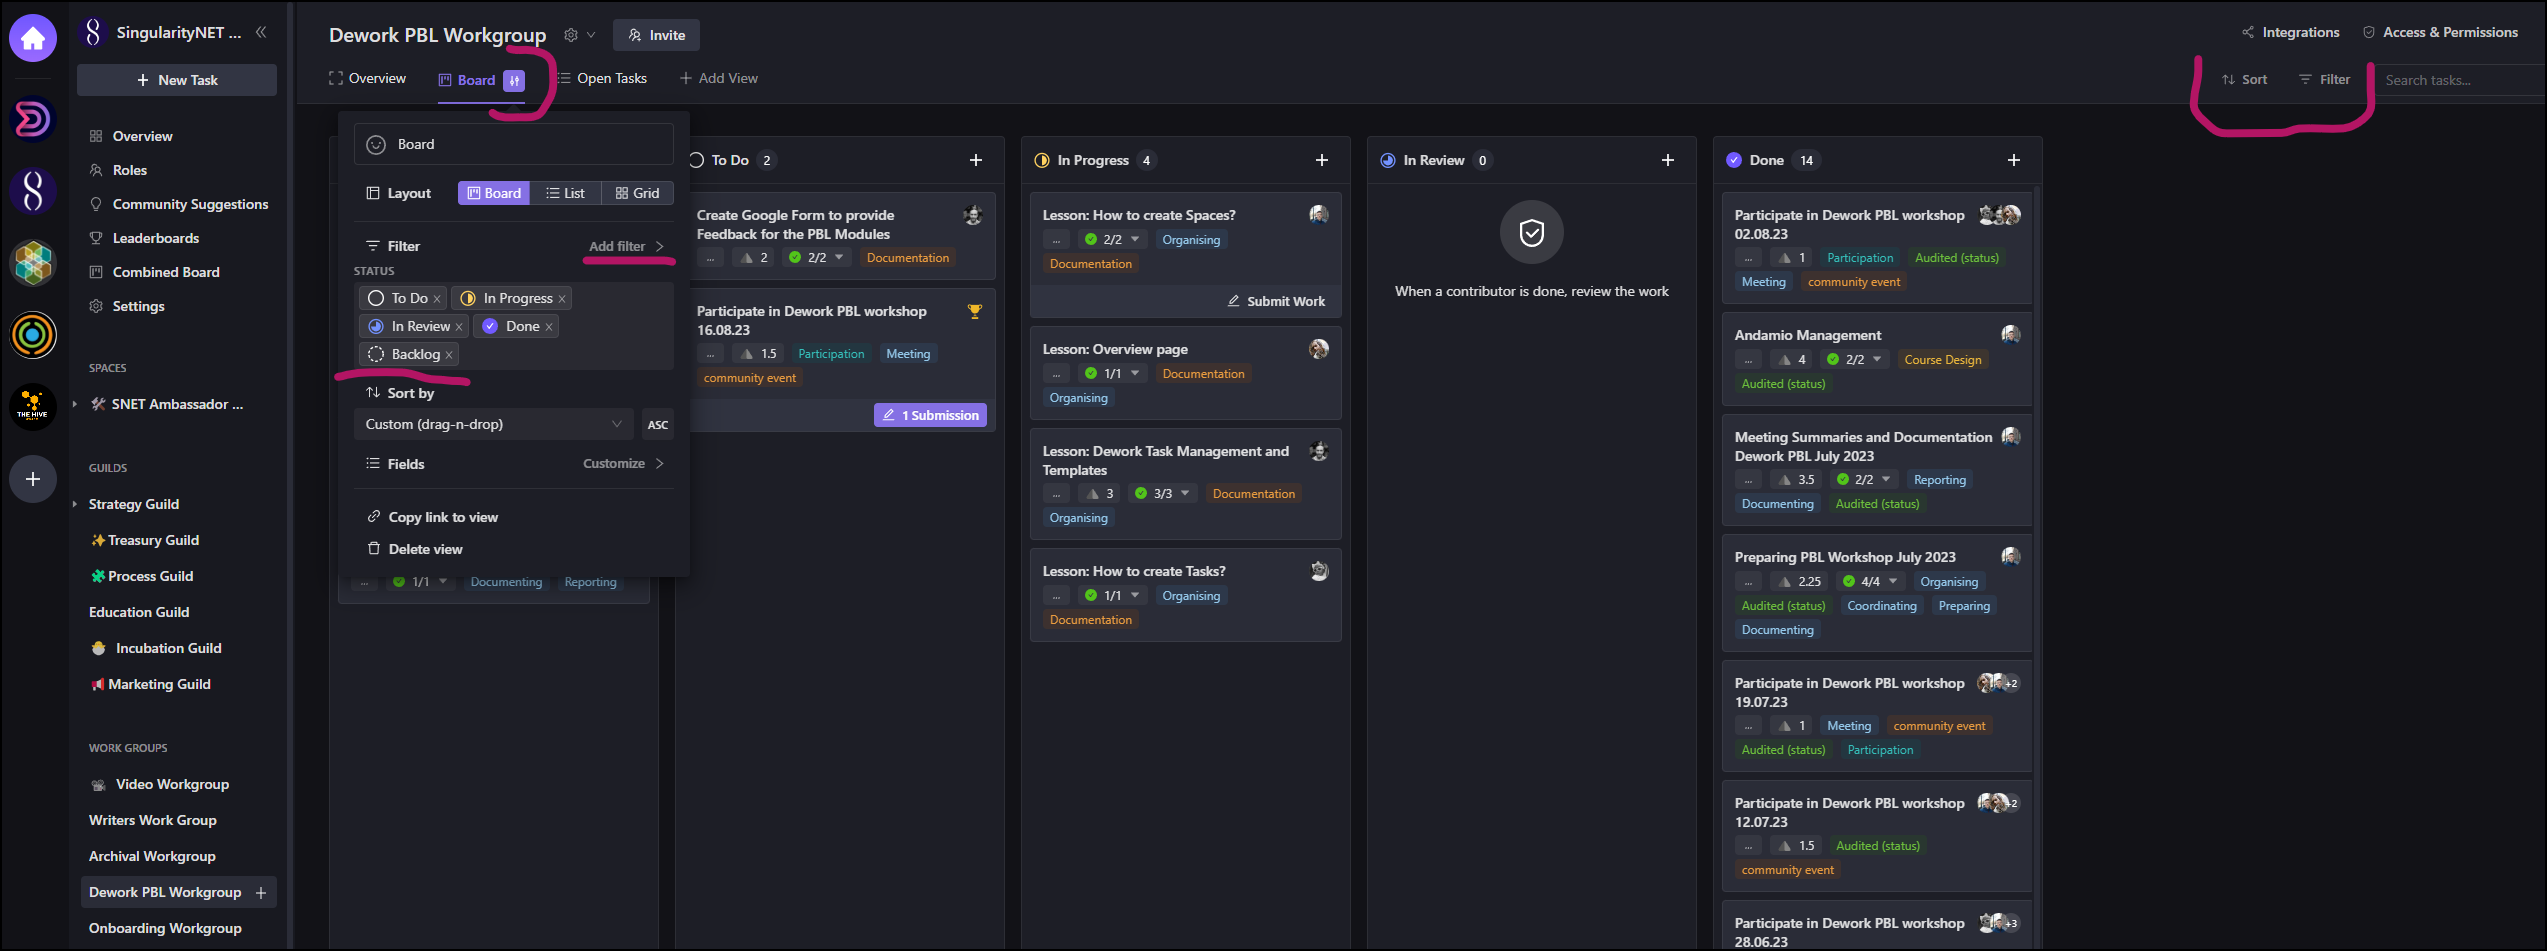 SingularityNET ...
New Task
Overview
Roles
Community Suggestions
Leaderboards
Combined Board
Settings
SPACES
SNET Ambassador ...
GUILDS
Strategy Guild
Treasury Guild
Process Guild
Education Guild
Incubation Guild
Marketing Guild
WORK GROUPS
Video Workgroup
Writers Work Group
Archival Workgroup
Dework PBL Workgroup
Onboarding Workgroup
THE HIVE
Dework PBL Workgroup
Invite
Integrations
Access & Permissions
Overview
Board
Open Tasks
Add View
Sort
Filter
Search tasks...
Board
Layout
Board
List
Grid
Filter
Add filter
STATUS
To Do x
In Progress x
In Review x
Done x
Backlog x
Sort by
Custom (drag-n-drop)
ASC
Fields
Customize
Copy link to view
Delete view
... 1/1 Documenting Reporting
To Do 2
Create Google Form to provide
Feedback for the PBL Modules
... 2 2/2 Documentation
Participate in Dework PBL workshop
16.08.23
... 1.5 Participation Meeting
community event
1 Submission
In Progress 4
Lesson: How to create Spaces?
... 2/2 Organising
Documentation
Submit Work
Lesson: Overview page
... 1/1 Documentation
Organising
Lesson: Dework Task Management and
Templates
... 3 3/3 Documentation
Organising
Lesson: How to create Tasks?
... 1/1 Organising
Documentation
In Review 0
When a contributor is done, review the work
Done 14
Participate in Dework PBL workshop
02.08.23
... 1 Participation Audited (status)
Meeting community event
Andamio Management
... 4 2/2 Course Design
Audited (status)
Meeting Summaries and Documentation
Dework PBL July 2023
... 3.5 2/2 Reporting
Documenting Audited (status)
Preparing PBL Workshop July 2023
... 2.25 4/4 Organising
Audited (status) Coordinating Preparing
Documenting
Participate in Dework PBL workshop +2
19.07.23
... 1 Meeting community event
Audited (status) Participation
Participate in Dework PBL workshop +2
12.07.23
... 1.5 Audited (status)
community event
Participate in Dework PBL workshop +3
28.06.23